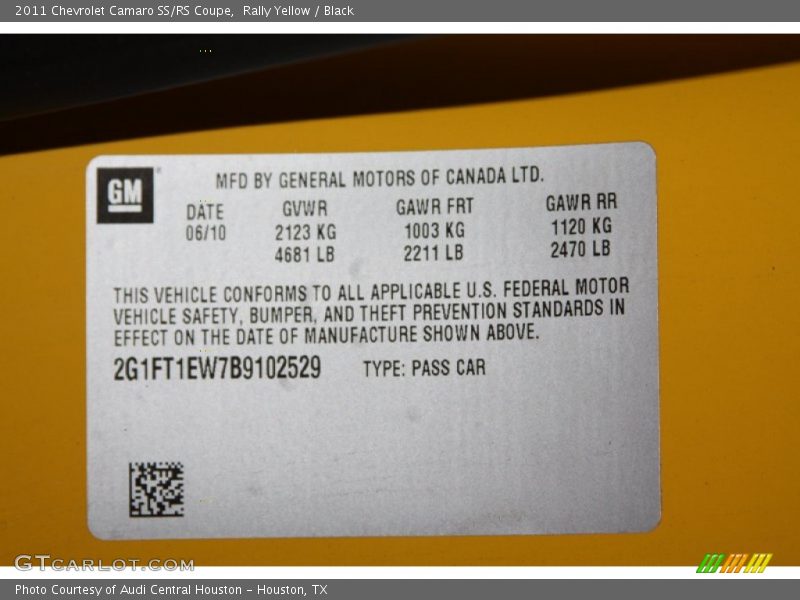 2011 Chevrolet Camaro SS/RS Coupe, Rally Yellow / Black
GM
MFD BY GENERAL MOTORS OF CANADA LTD.
DATE GVWR GAWR FRT GAWR RR
06/10 2123 KG 1003 KG 1120 KG
4681 LB 2211 LB 2470 LB
THIS VEHICLE CONFORMS TO ALL APPLICABLE U.S. FEDERAL MOTOR
VEHICLE SAFETY, BUMPER, AND THEFT PREVENTION STANDARDS IN
EFFECT ON THE DATE OF MANUFACTURE SHOWN ABOVE.
2G1FT1EW7B9102529 TYPE: PASS CAR
GTCARLOT.COM
Photo Courtesy of Audi Central Houston - Houston, TX